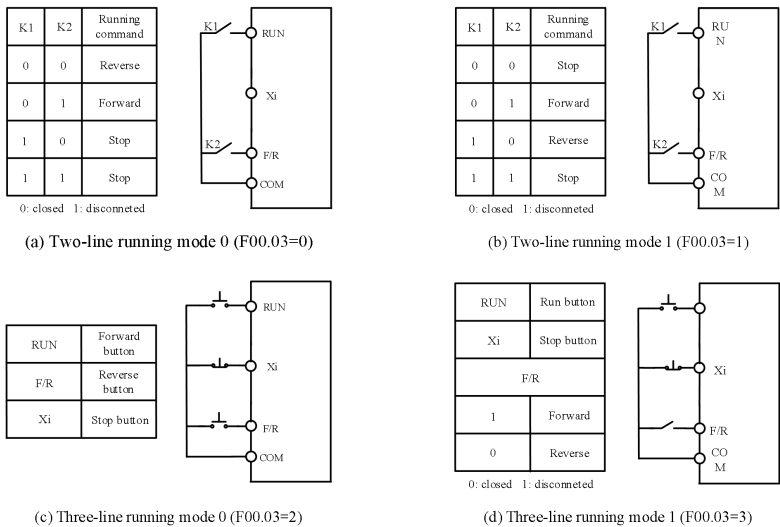 K1 K2 Running command
0 0 Reverse
0 1 Forward
1 0 Stop
1 1 Stop
0: closed 1: disconneted
K1
RUN
Xi
K2
F/R
COM
(a) Two-line running mode 0 (F00.03=0)
K1 K2 Running command
0 0 Stop
0 1 Forward
1 0 Reverse
1 1 Stop
0: closed 1: disconneted
K1
RU
N
Xi
K2
F/R
CO
M
(b) Two-line running mode 1 (F00.03=1)
RUN Forward button
F/R Reverse button
Xi Stop button
RUN
Xi
F/R
COM
(c) Three-line running mode 0 (F00.03=2)
RUN Run button
Xi Stop button
F/R
1 Forward
0 Reverse
0: closed 1: disconneted
Xi
F/R
CO
M
(d) Three-line running mode 1 (F00.03=3)